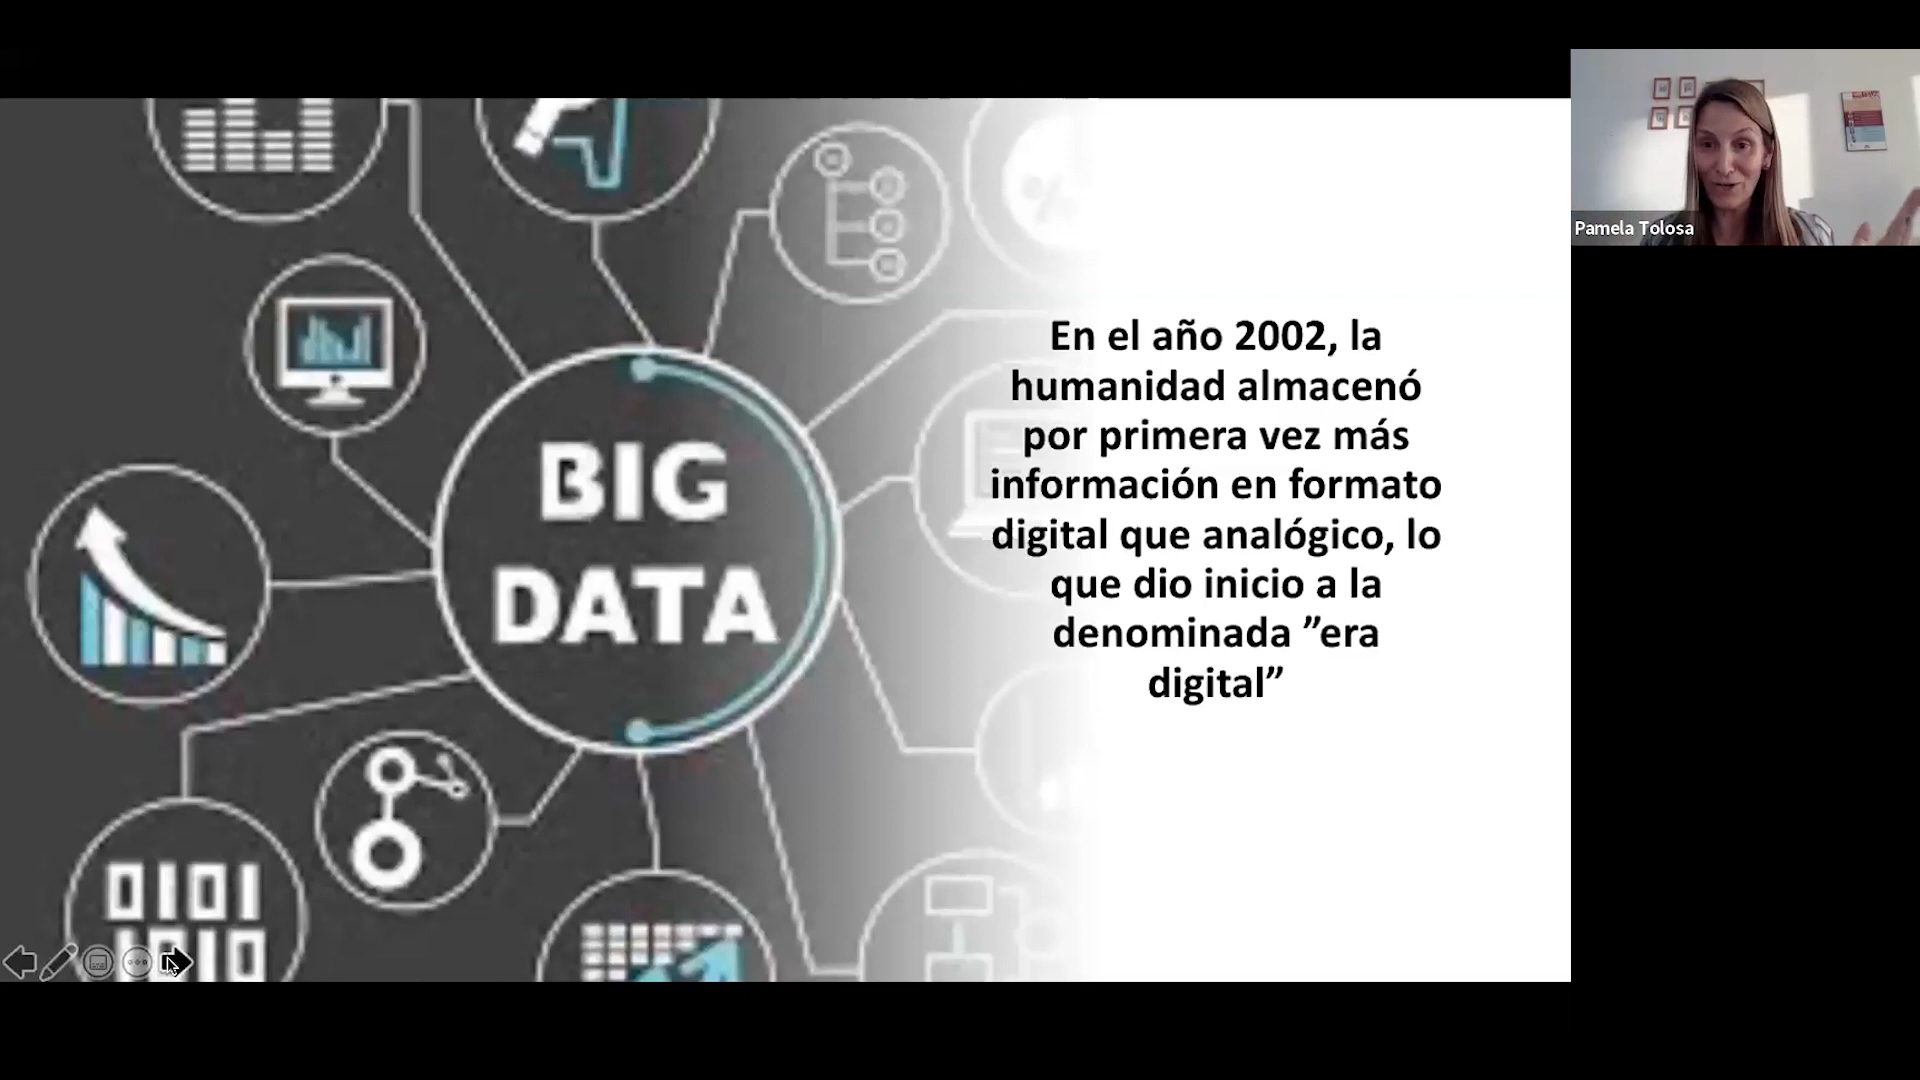 Pamela Tolosa
BIG
DATA
En el año 2002, la
humanidad almacenó
por primera vez más
información en formato
digital que analógico, lo
que dio inicio a la
denominada ”era
digital”
0101
1010